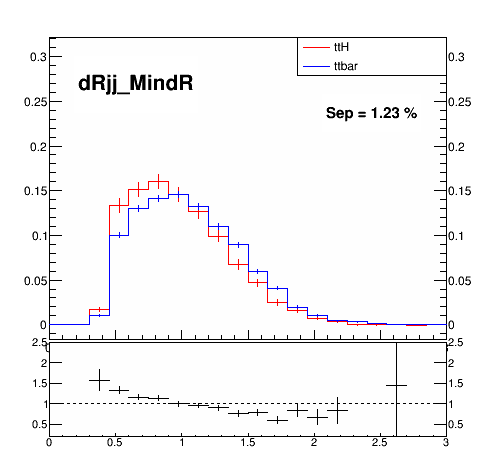 ttH
ttbar
dRjj_MindR
Sep = 1.23 %
0.3 0.3
0.25 0.25
0.2 0.2
0.15 0.15
0.1 0.1
0.05 0.05
0 0
2.5 2.5
2 2
1.5 1.5
1 1
0.5 0.5
0 0.5 1 1.5 2 2.5 3